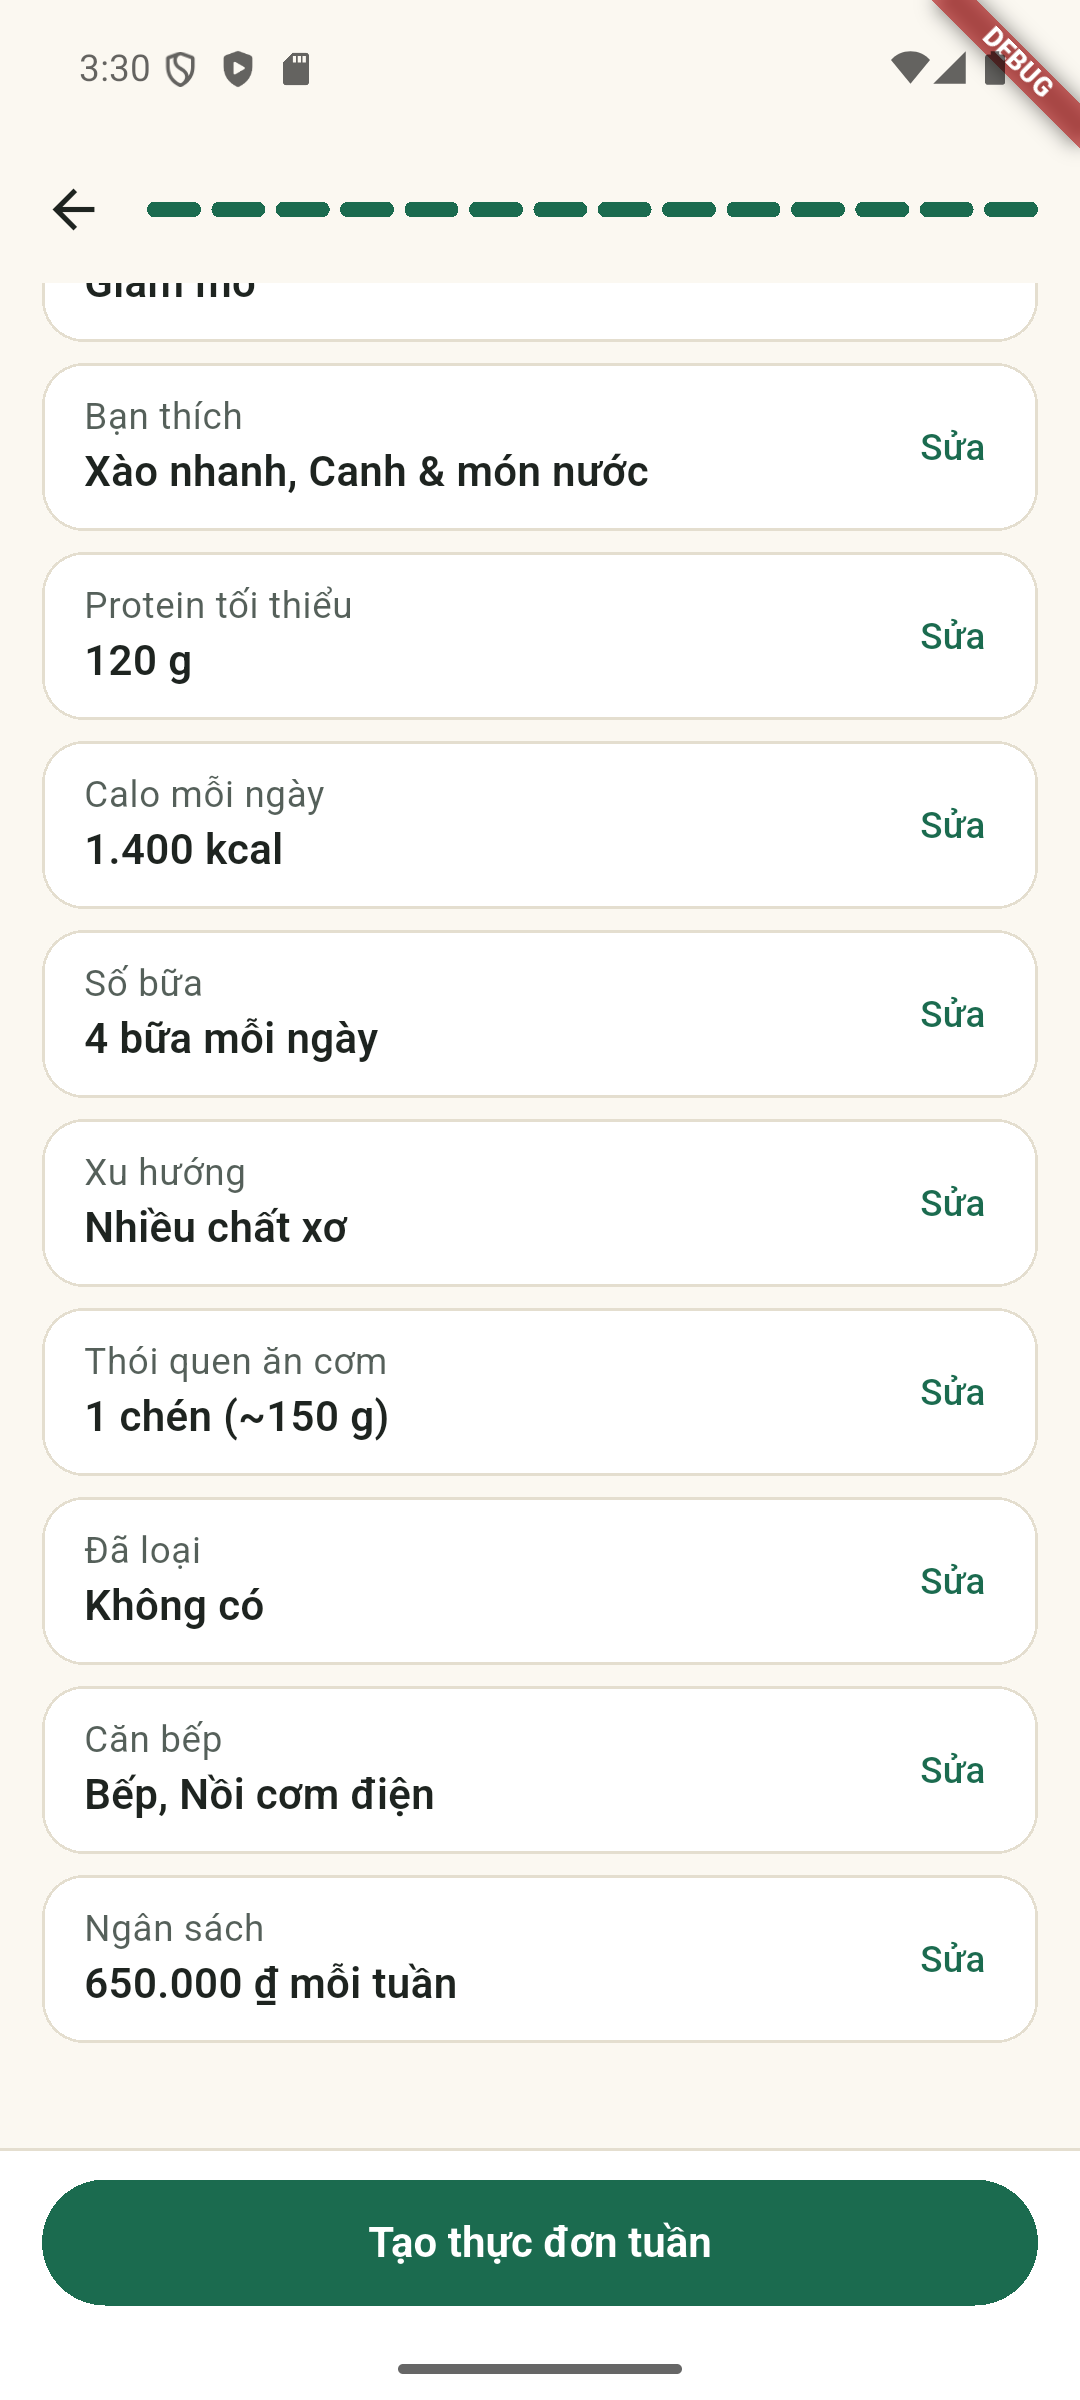 3:30
DEBUG
Giảm mỡ
Bạn thích
Xào nhanh, Canh & món nước
Sửa
Protein tối thiểu
120 g
Sửa
Calo mỗi ngày
1.400 kcal
Sửa
Số bữa
4 bữa mỗi ngày
Sửa
Xu hướng
Nhiều chất xơ
Sửa
Thói quen ăn cơm
1 chén (~150 g)
Sửa
Đã loại
Không có
Sửa
Căn bếp
Bếp, Nồi cơm điện
Sửa
Ngân sách
650.000 ₫ mỗi tuần
Sửa
Tạo thực đơn tuần